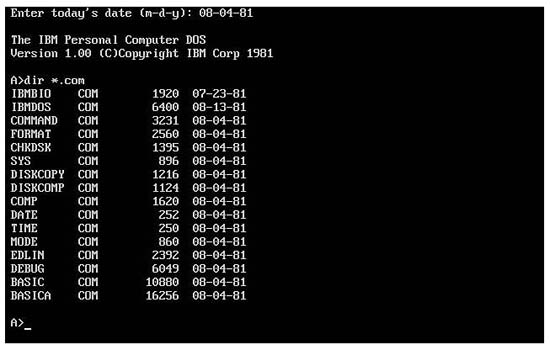 Enter today's date (m-d-y): 08-04-81
The IBM Personal Computer DOS
Version 1.00 (C)Copyright IBM Corp 1981
A>dir *.com
IBMBIO   COM      1920  07-23-81
IBMDOS   COM      6400  08-13-81
COMMAND  COM      3231  08-04-81
FORMAT   COM      2560  08-04-81
CHKDSK   COM      1395  08-04-81
SYS      COM       896  08-04-81
DISKCOPY COM      1216  08-04-81
DISKCOMP COM      1124  08-04-81
COMP     COM      1620  08-04-81
DATE     COM       252  08-04-81
TIME     COM       250  08-04-81
MODE     COM       860  08-04-81
EDLIN    COM      2392  08-04-81
DEBUG    COM      6049  08-04-81
BASIC    COM     10880  08-04-81
BASICA   COM     16256  08-04-81
A>_